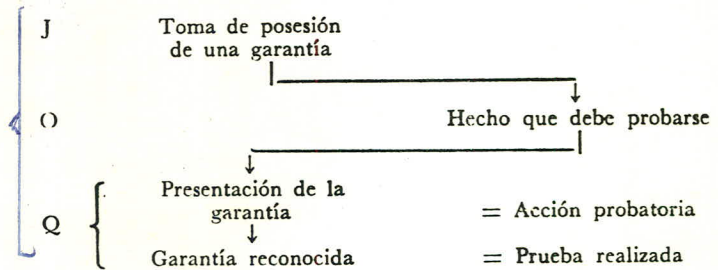 J Toma de posesión
de una garantía
O Hecho que debe probarse
Presentación de la
garantía = Acción probatoria
Q
Garantía reconocida = Prueba realizada